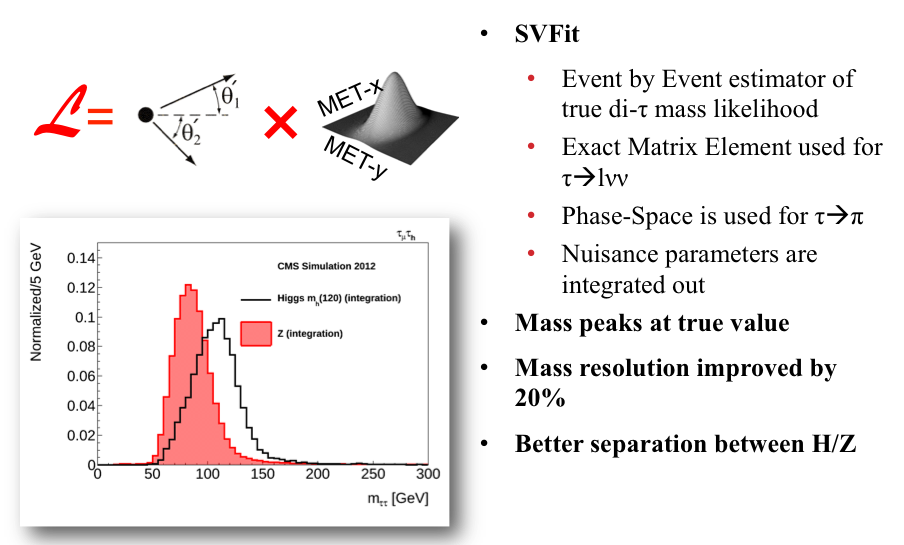 ℒ=
θ′1
θ′2
×
MET-x
MET-y
τμτh
CMS Simulation 2012
Higgs mh(120) (integration)
Z (integration)
Normalized/5 GeV
0.14
0.12
0.1
0.08
0.06
0.04
0.02
0
0 50 100 150 200 250 300
mττ [GeV]
• SVFit
• Event by Event estimator of
true di-τ mass likelihood
• Exact Matrix Element used for
τ→lνν
• Phase-Space is used for τ→π
• Nuisance parameters are
integrated out
• Mass peaks at true value
• Mass resolution improved by
20%
• Better separation between H/Z